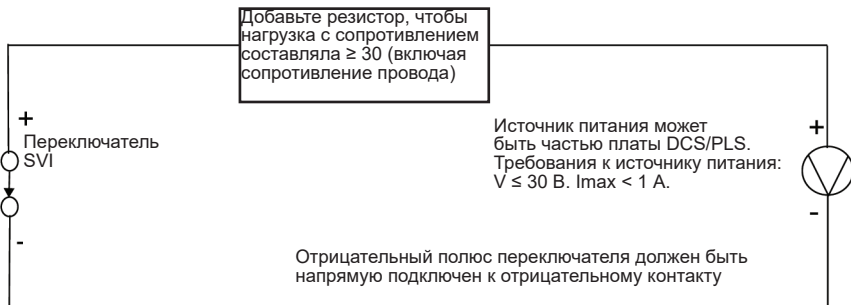 Добавьте резистор, чтобы
нагрузка с сопротивлением
составляла ≥ 30 (включая
сопротивление провода)
+
Переключатель
SVI
-
Источник питания может
быть частью платы DCS/PLS.
Требования к источнику питания:
V ≤ 30 В. Imax < 1 А.
+
V
-
Отрицательный полюс переключателя должен быть
напрямую подключен к отрицательному контакту